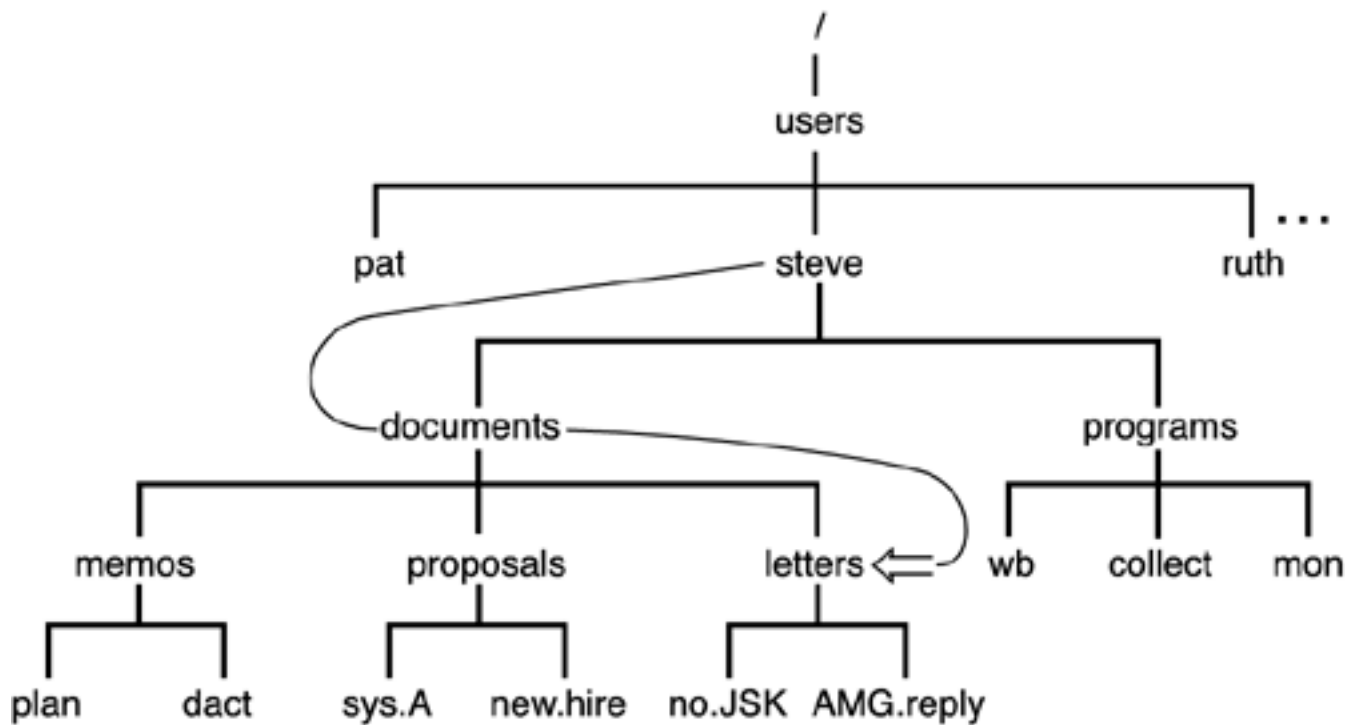 /
users
pat steve ruth ...
documents programs
memos proposals letters wb collect mon
plan dact sys.A new.hire no.JSK AMG.reply